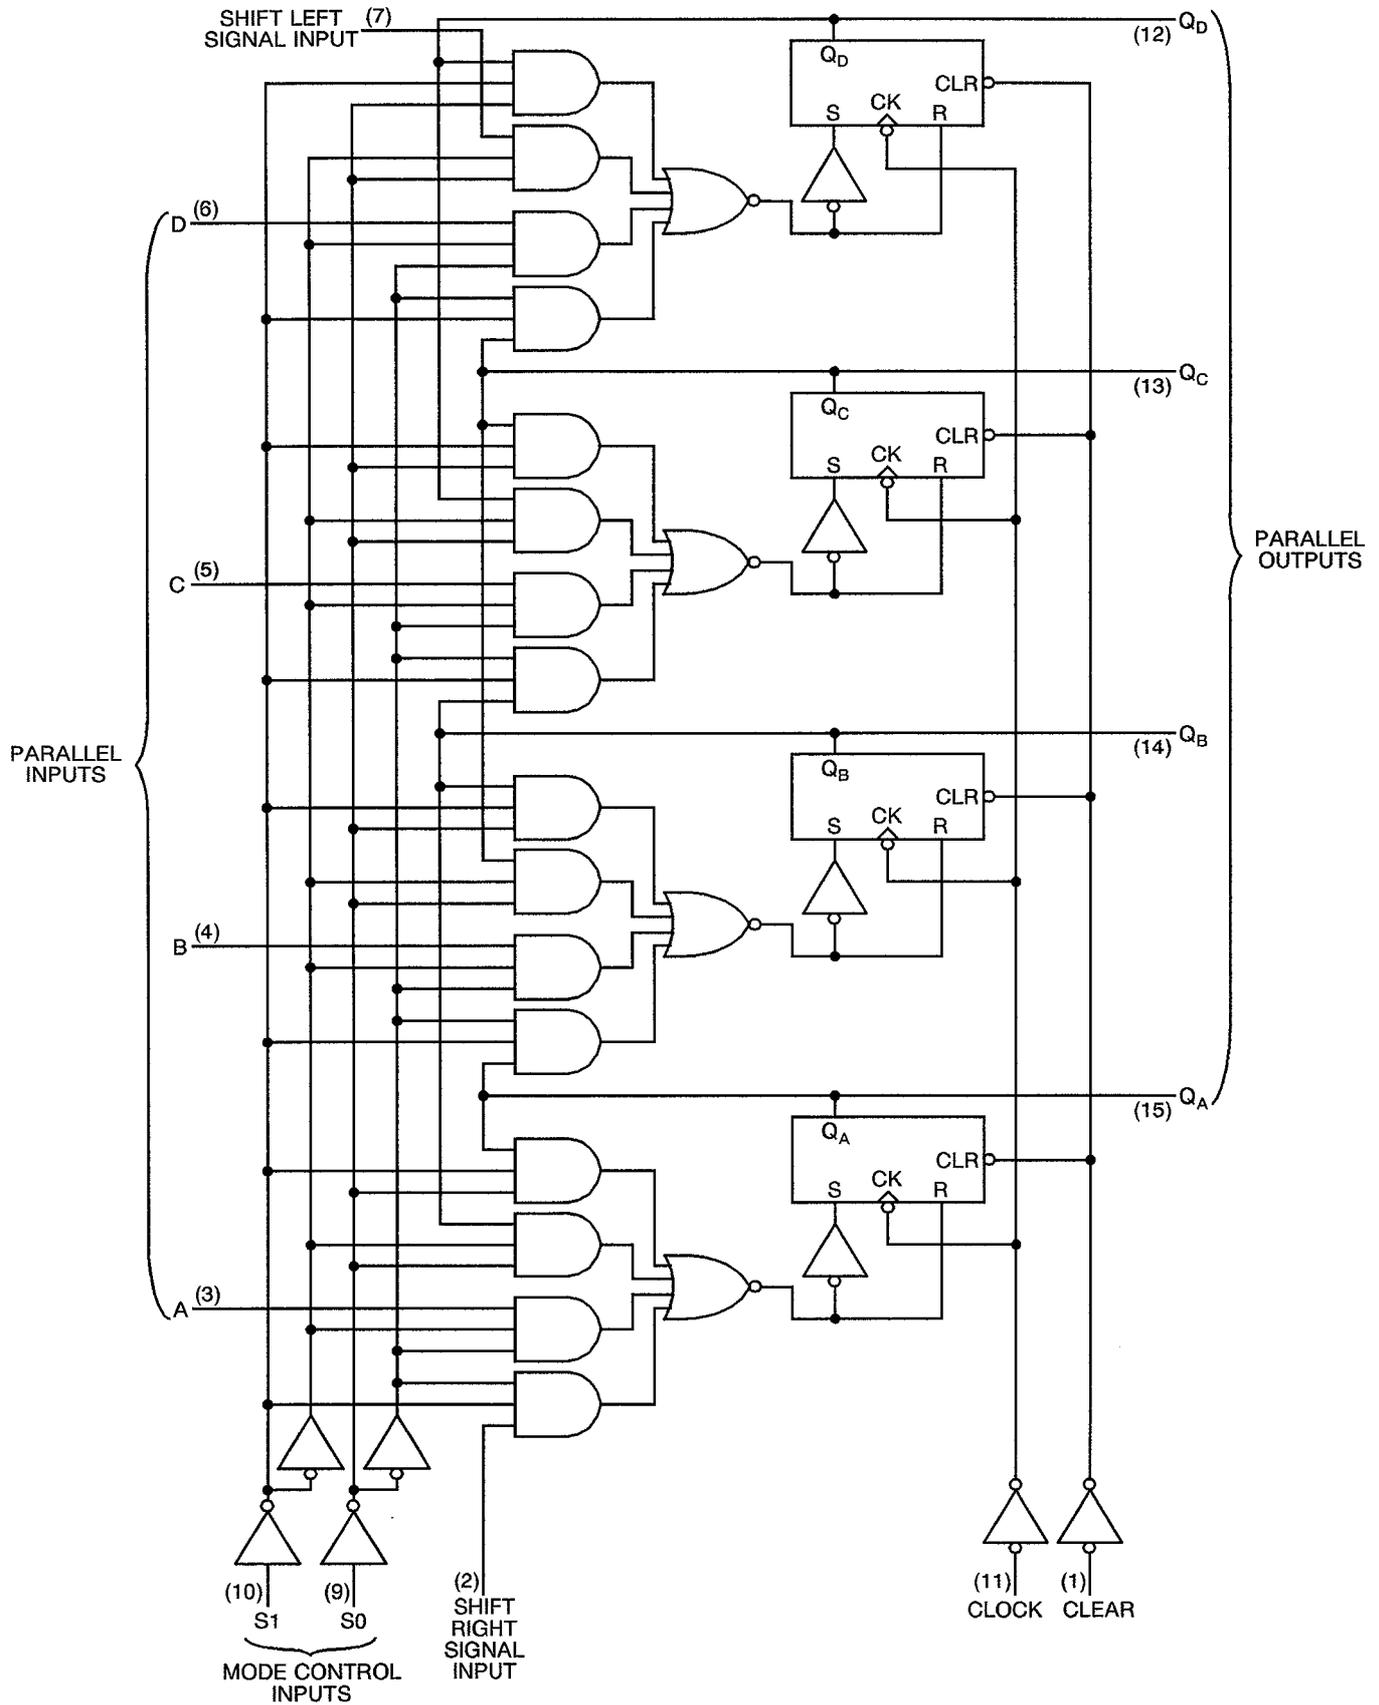 SHIFT LEFT (7)
SIGNAL INPUT
QD
(12)
QD
CLR
CK
S R
D (6)
QC
(13)
QC
CLR
CK
S R
PARALLEL
OUTPUTS
C (5)
QB
(14)
PARALLEL
INPUTS
QB
CLR
CK
S R
B (4)
QA
(15)
QA
CLR
CK
S R
A (3)
(10) (9) (2) (11) (1)
S1 S0
SHIFT
RIGHT
SIGNAL
INPUT
CLOCK CLEAR
MODE CONTROL
INPUTS